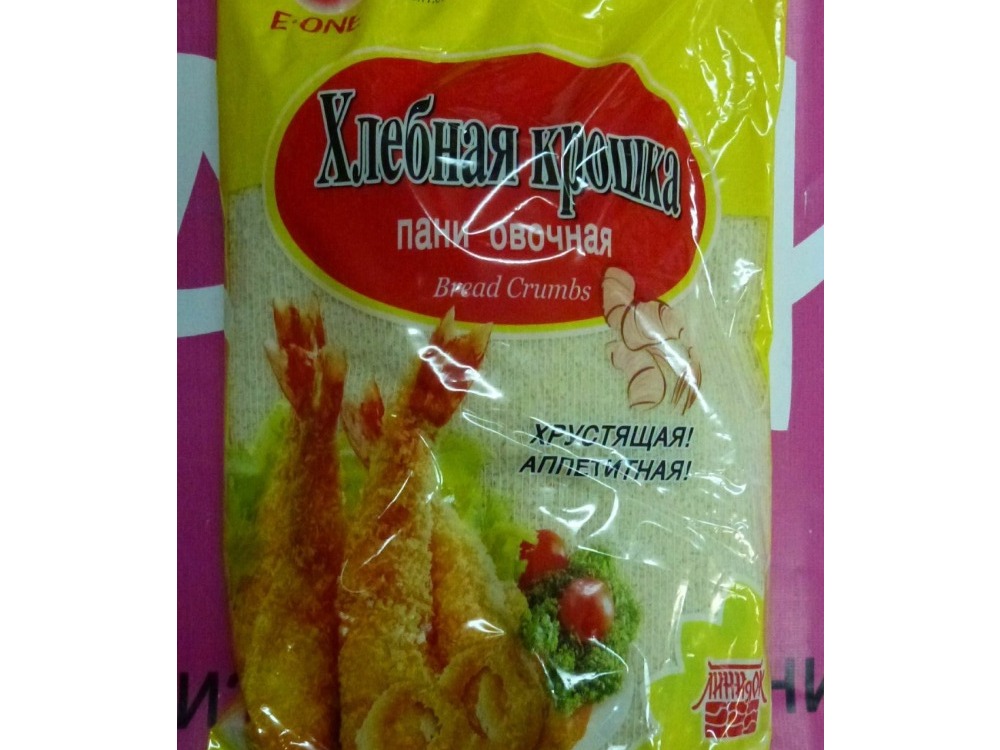 E·ONE
Хлебная крошка
пани овочная
Bread Crumbs
ХРУСТЯЩАЯ!
АППЕТИТНАЯ!